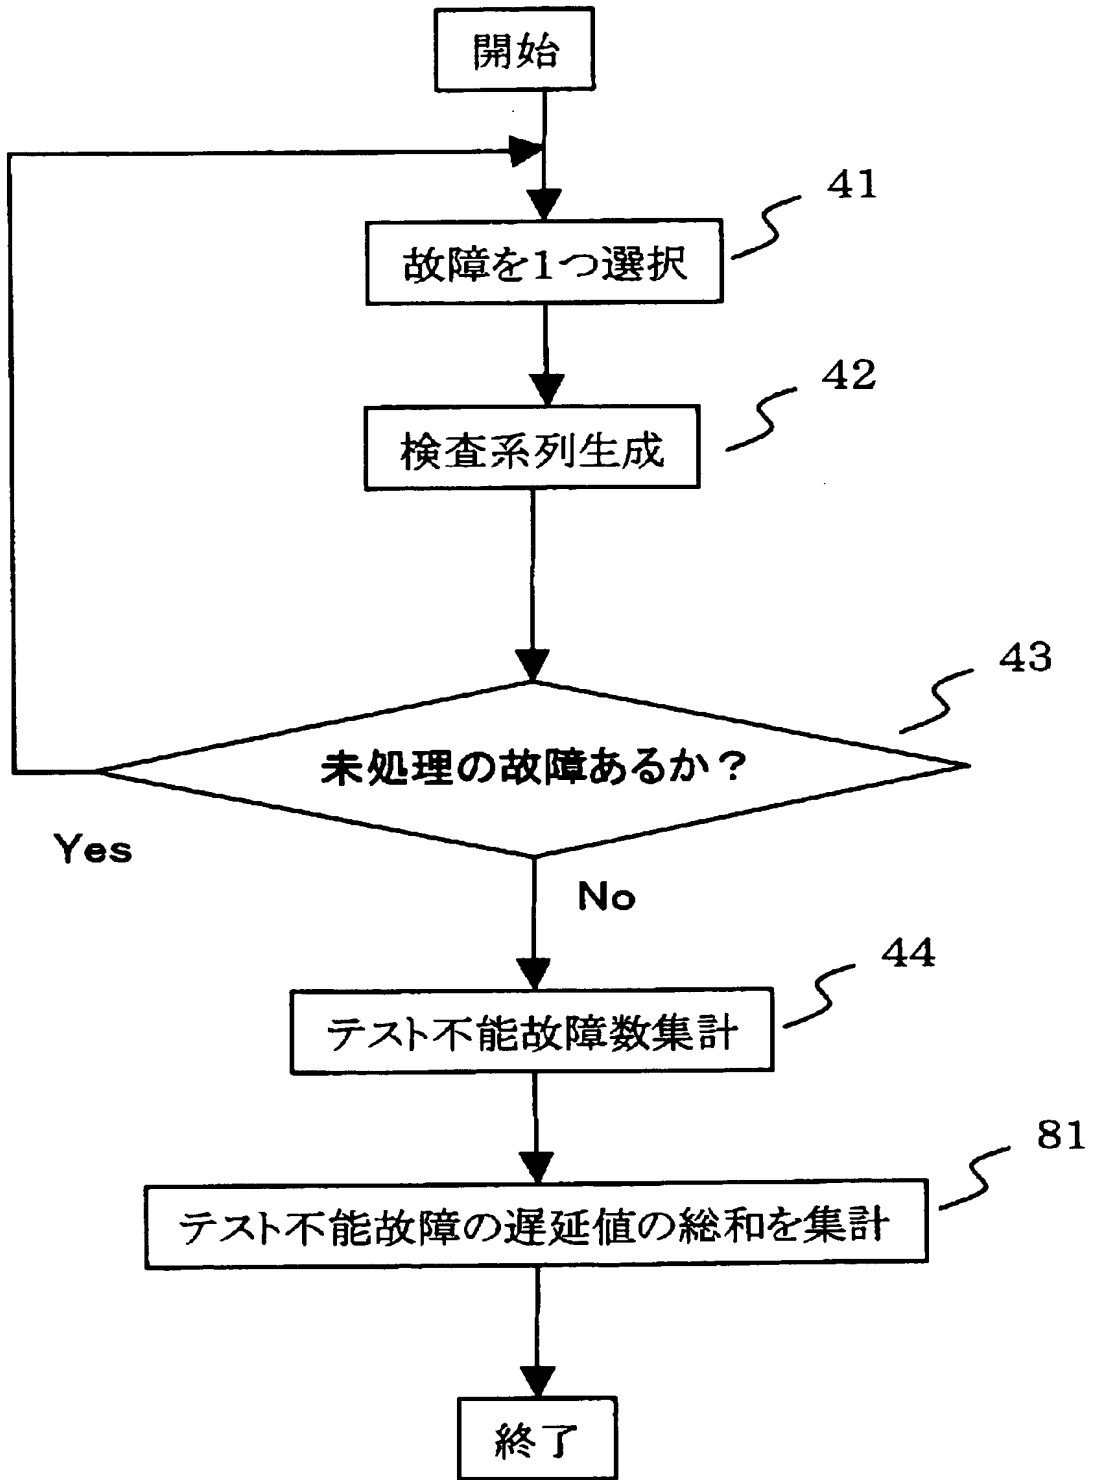 開始
41
故障を1つ選択
42
検査系列生成
43
未処理の故障あるか？
Yes
No
44
テスト不能故障数集計
81
テスト不能故障の遅延値の総和を集計
終了